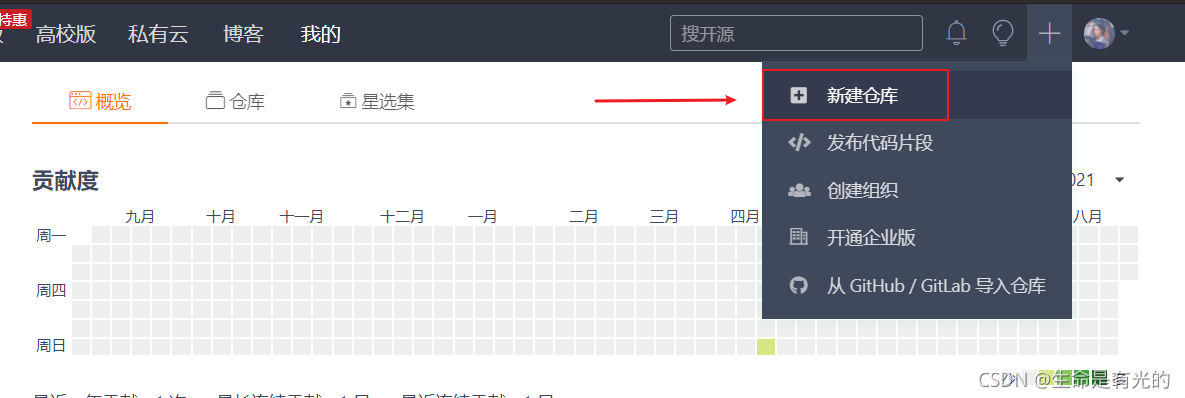 特惠
高校版 私有云 博客 我的 搜开源
概览 仓库 星选集
新建仓库
发布代码片段
创建组织
开通企业版
从 GitHub / GitLab 导入仓库
贡献度
九月 十月 十一月 十二月 一月 二月 三月 四月 八月
周一
周四
周日
CSDN @生命是有光的